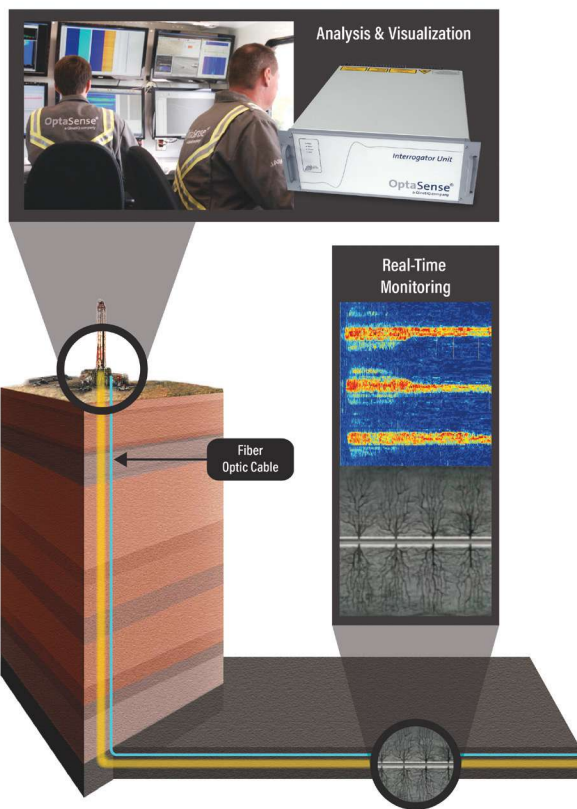 Analysis & Visualization
OptaSense®
Interrogator Unit
OptaSense®
Real-Time
Monitoring
Fiber
Optic Cable